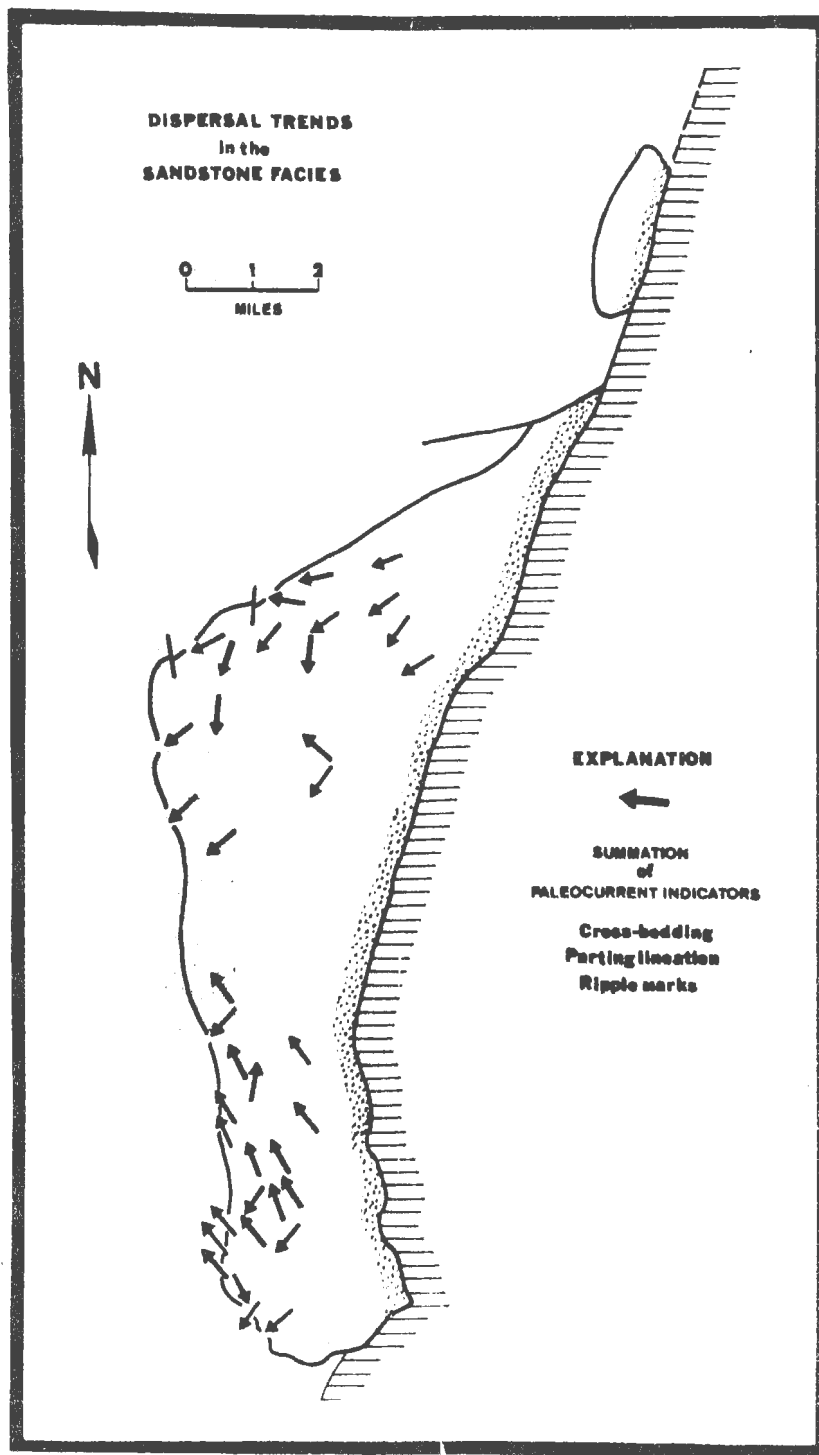 DISPERSAL TRENDS
in the
SANDSTONE FACIES
0 1 2
MILES
N
EXPLANATION
SUMMATION
of
PALEOCURRENT INDICATORS
Cross-bedding
Parting lineation
Ripple marks